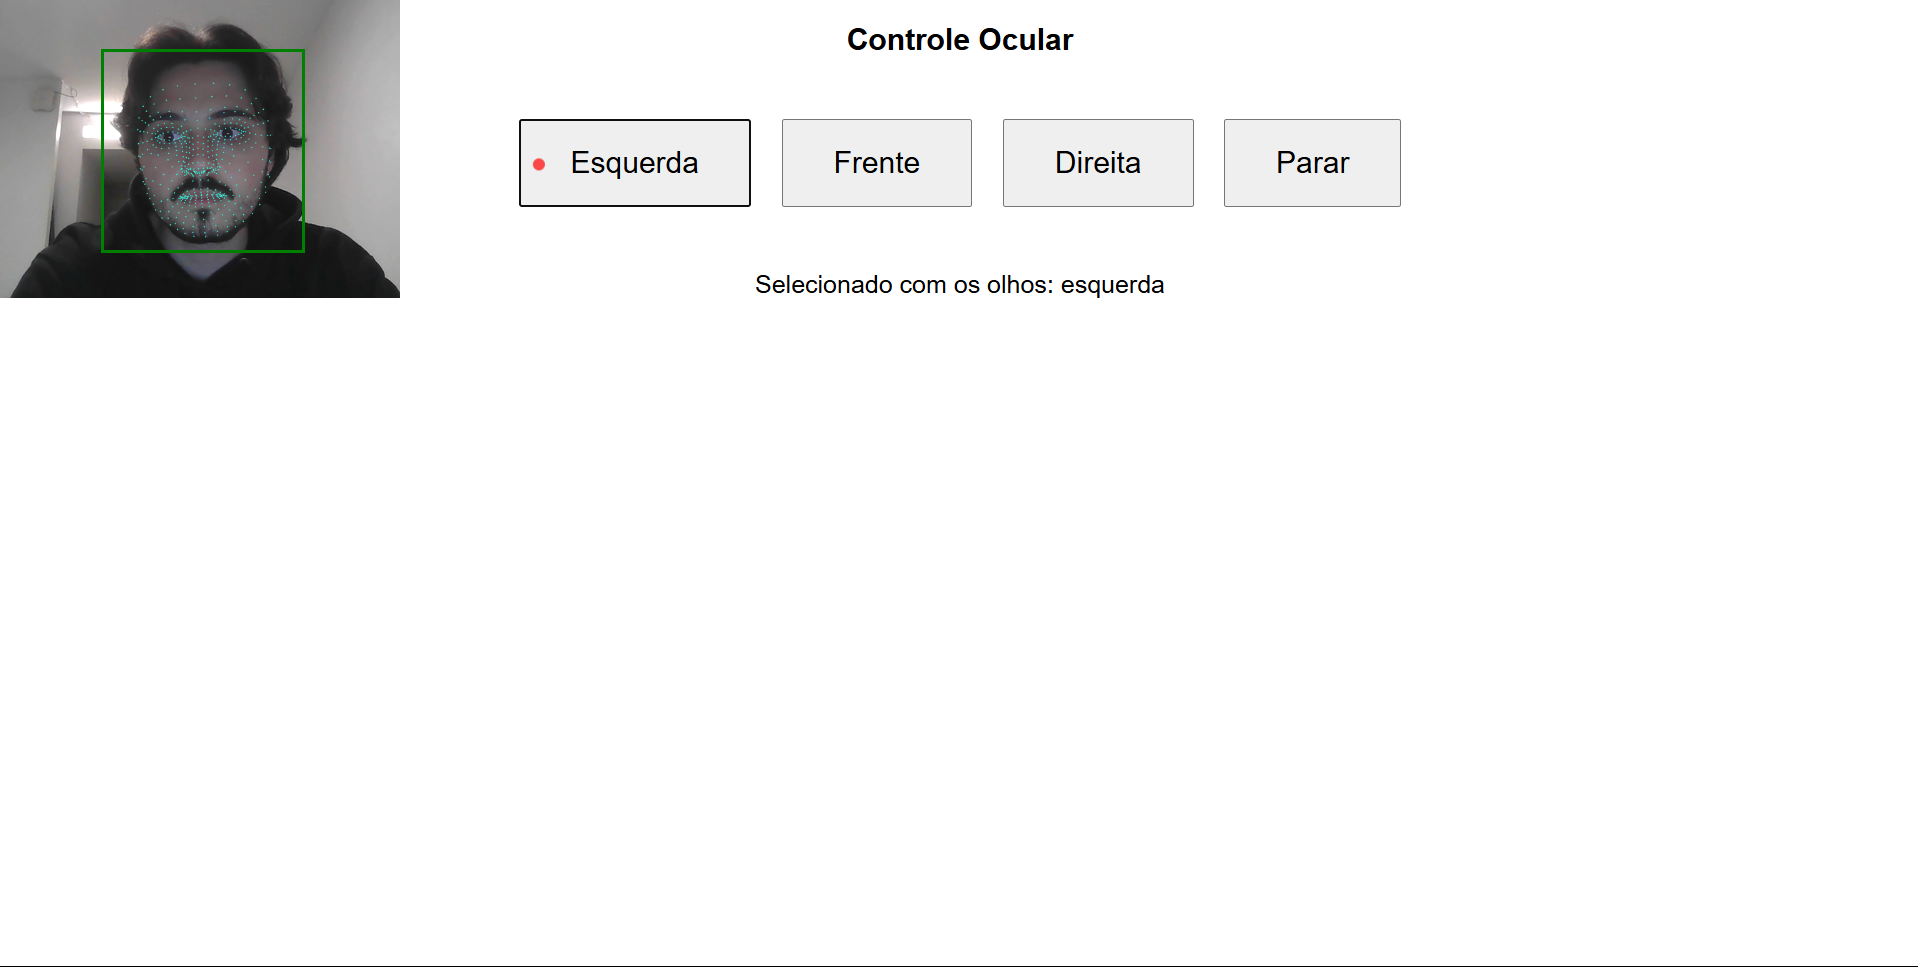 Controle Ocular
Esquerda
Frente
Direita
Parar
Selecionado com os olhos: esquerda